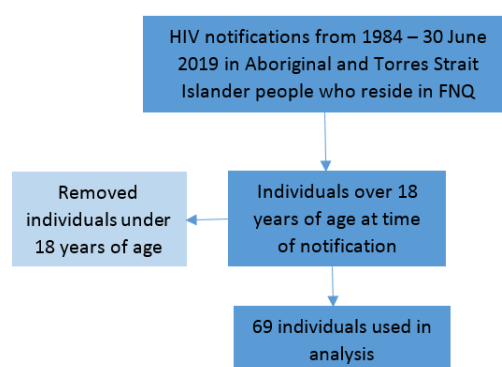 HIV notifications from 1984 – 30 June
2019 in Aboriginal and Torres Strait
Islander people who reside in FNQ
Removed
individuals under
18 years of age
Individuals over 18
years of age at time
of notification
69 individuals used in
analysis